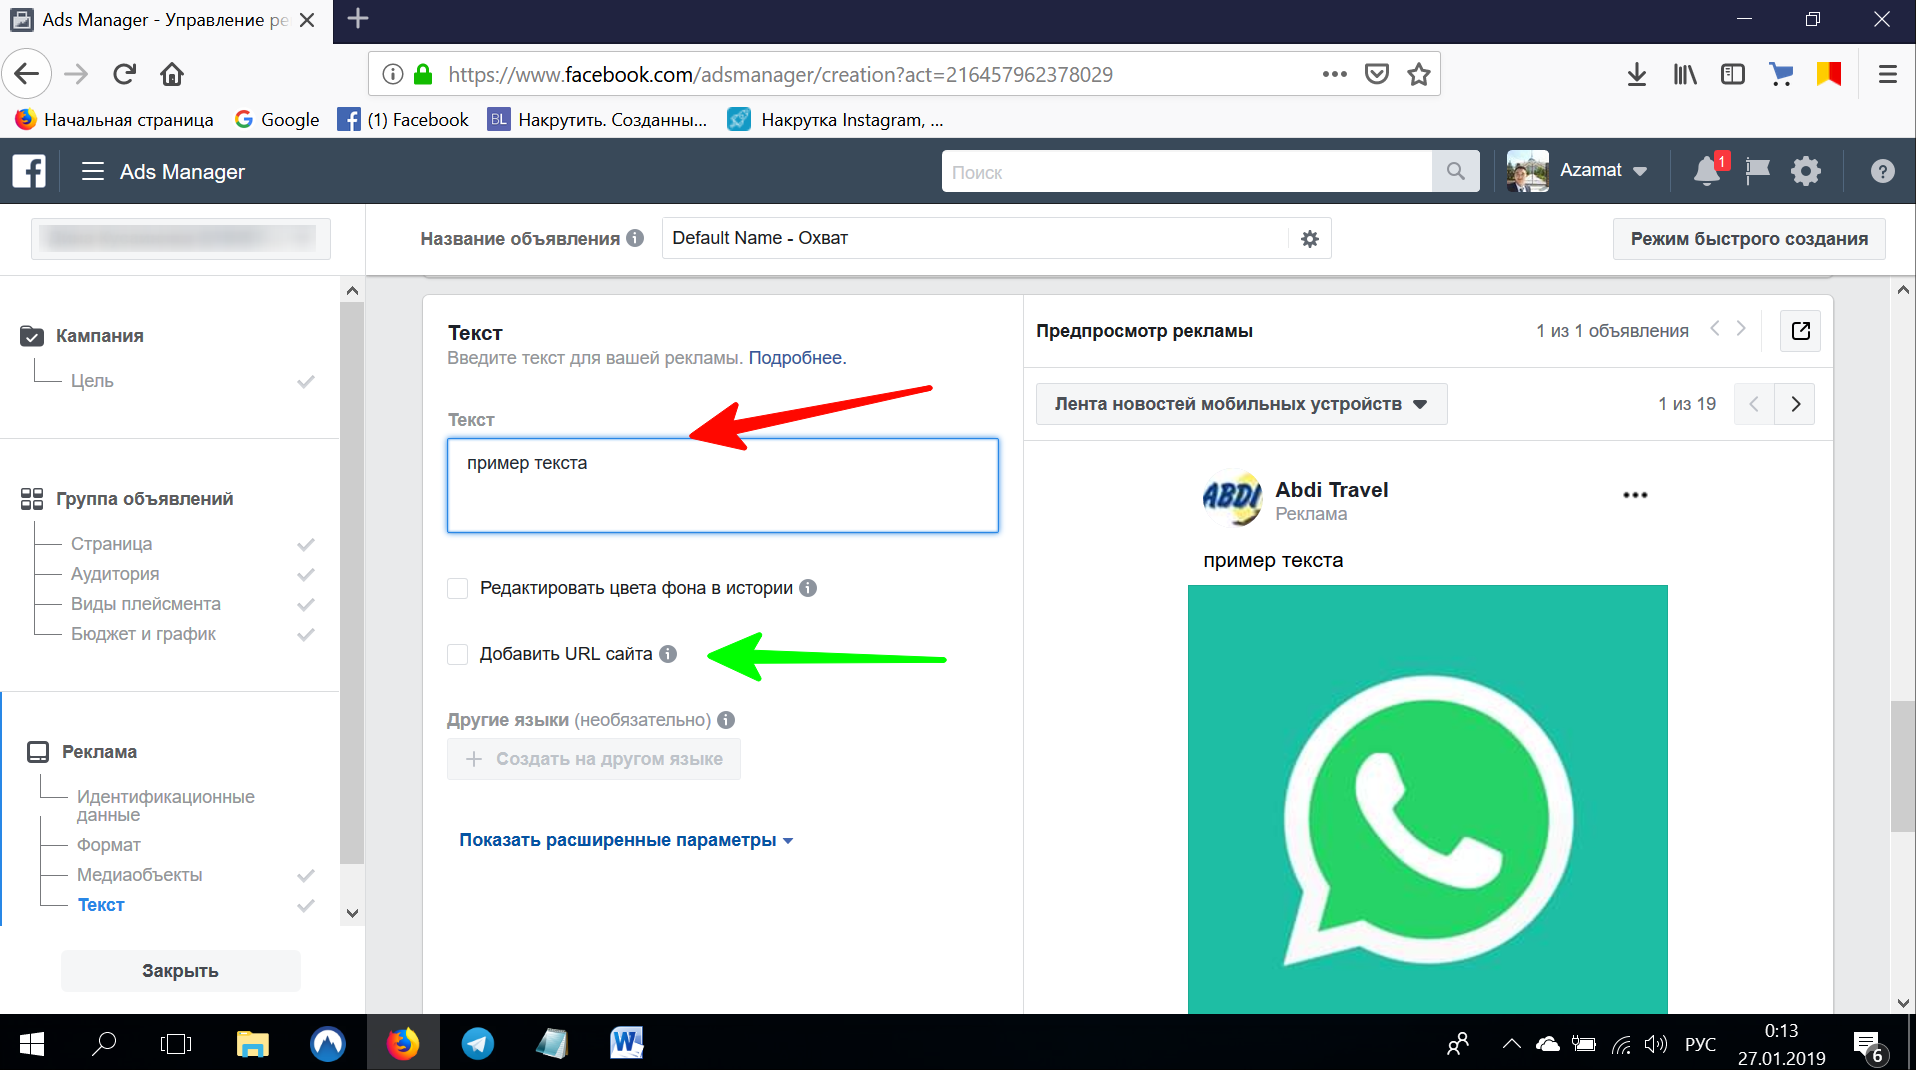 Ads Manager - Управление ре
https://www.facebook.com/adsmanager/creation?act=216457962378029
Начальная страница
Google
(1) Facebook
BL
Накрутить. Созданны...
Накрутка Instagram, ...
Ads Manager
Поиск
Azamat
1
Название объявления
Default Name - Охват
Режим быстрого создания
Кампания
Цель
Группа объявлений
Страница
Аудитория
Виды плейсмента
Бюджет и график
Реклама
Идентификационные
данные
Формат
Медиаобъекты
Текст
Закрыть
Текст
Введите текст для вашей рекламы. Подробнее.
Текст
пример текста
Редактировать цвета фона в истории
Добавить URL сайта
Другие языки (необязательно)
+ Создать на другом языке
Показать расширенные параметры
Предпросмотр рекламы
1 из 1 объявления
Лента новостей мобильных устройств
1 из 19
ABDI
Abdi Travel
Реклама
пример текста
РУС
0:13
27.01.2019
6